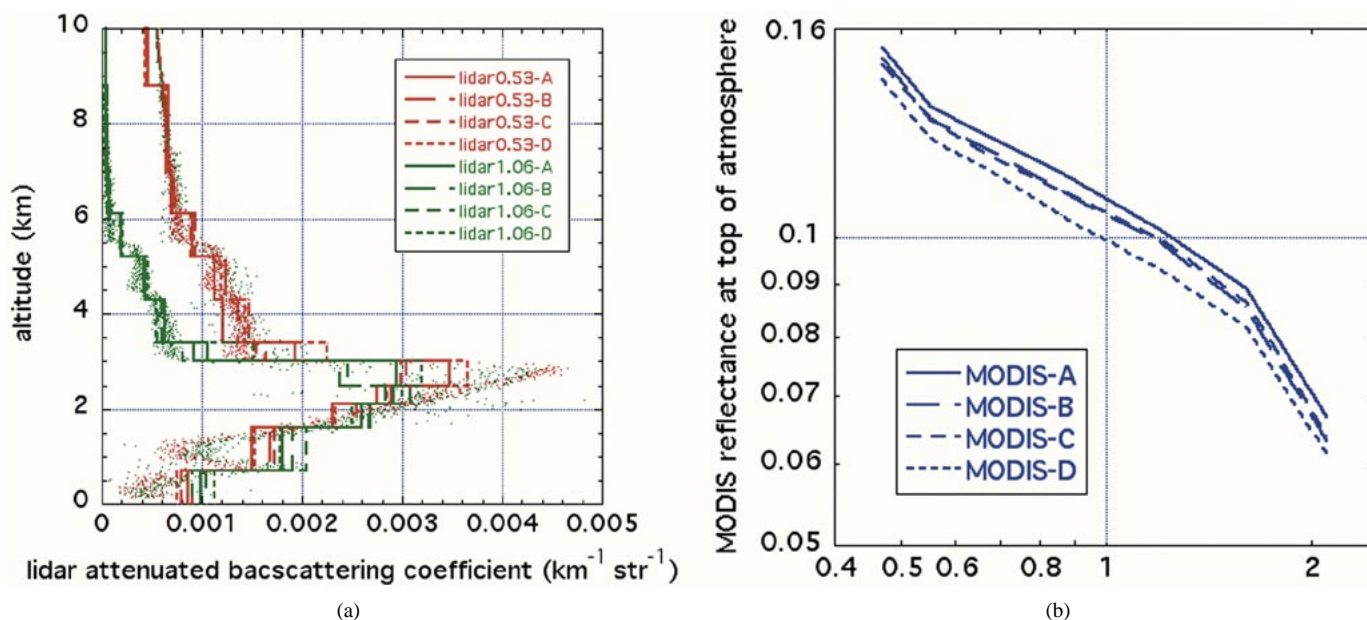 10
8
6
4
2
0
altitude (km)
lidar0.53-A
lidar0.53-B
lidar0.53-C
lidar0.53-D
lidar1.06-A
lidar1.06-B
lidar1.06-C
lidar1.06-D
0 0.001 0.002 0.003 0.004 0.005
lidar attenuated bacscattering coefficient (km⁻¹ str⁻¹)
(a)
MODIS reflectance at top of atmosphere
0.16
0.1
0.09
0.08
0.07
0.06
0.05
MODIS-A
MODIS-B
MODIS-C
MODIS-D
0.4 0.5 0.6 0.8 1 2
(b)